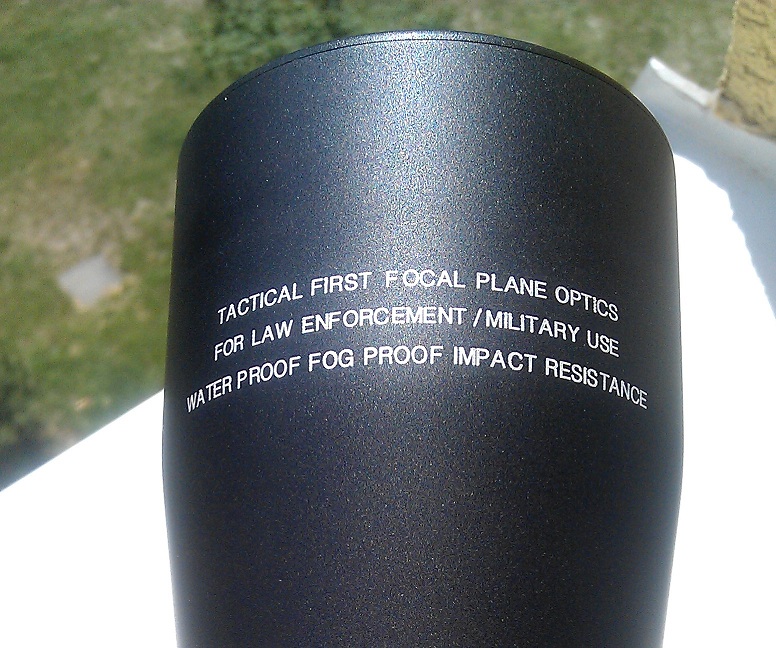 TACTICAL FIRST FOCAL PLANE OPTICS
FOR LAW ENFORCEMENT / MILITARY USE
WATER PROOF FOG PROOF IMPACT RESISTANCE